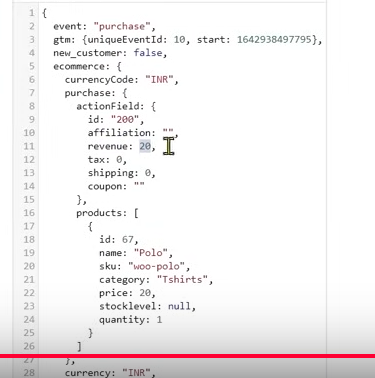 1 {
2 event: "purchase",
3 gtm: {uniqueEventId: 10, start: 1642938497795},
4 new_customer: false,
5 ecommerce: {
6 currencyCode: "INR",
7 purchase: {
8 actionField: {
9 id: "200",
10 affiliation: "",
11 revenue: 20,
12 tax: 0,
13 shipping: 0,
14 coupon: ""
15 },
16 products: [
17 {
18 id: 67,
19 name: "Polo",
20 sku: "woo-polo",
21 category: "Tshirts",
22 price: 20,
23 stocklevel: null,
24 quantity: 1
25 }
26 ]
27 },
28 currency: "INR",